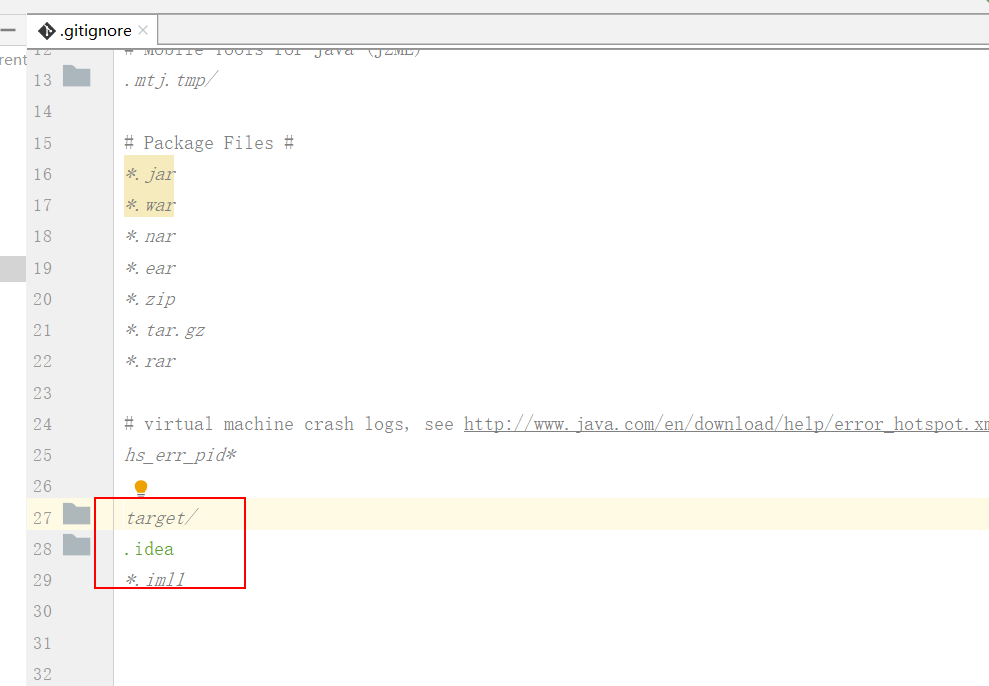 .gitignore
rent
12 # Mobile Tools for Java (J2ME)
13 .mtj.tmp/
14
15 # Package Files #
16 *.jar
17 *.war
18 *.nar
19 *.ear
20 *.zip
21 *.tar.gz
22 *.rar
23
24 # virtual machine crash logs, see http://www.java.com/en/download/help/error_hotspot.xm
25 hs_err_pid*
26
27 target/
28 .idea
29 *.imll
30
31
32